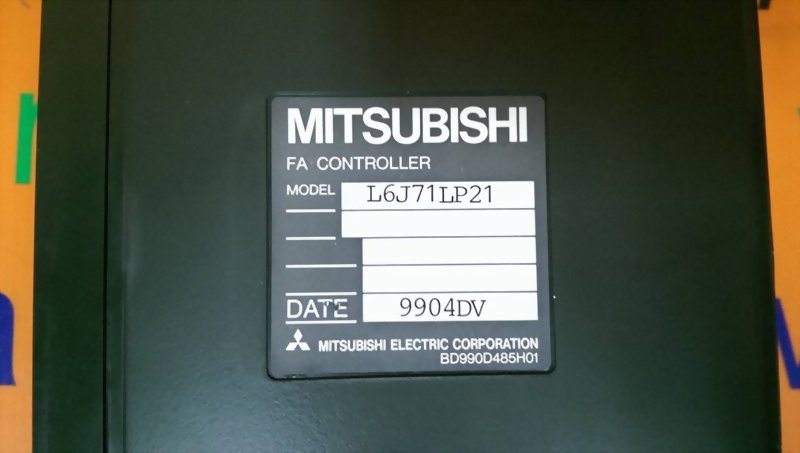 MITSUBISHI
FA CONTROLLER
MODEL L6J71LP21
DATE 9904DV
MITSUBISHI ELECTRIC CORPORATION
BD990D485H01